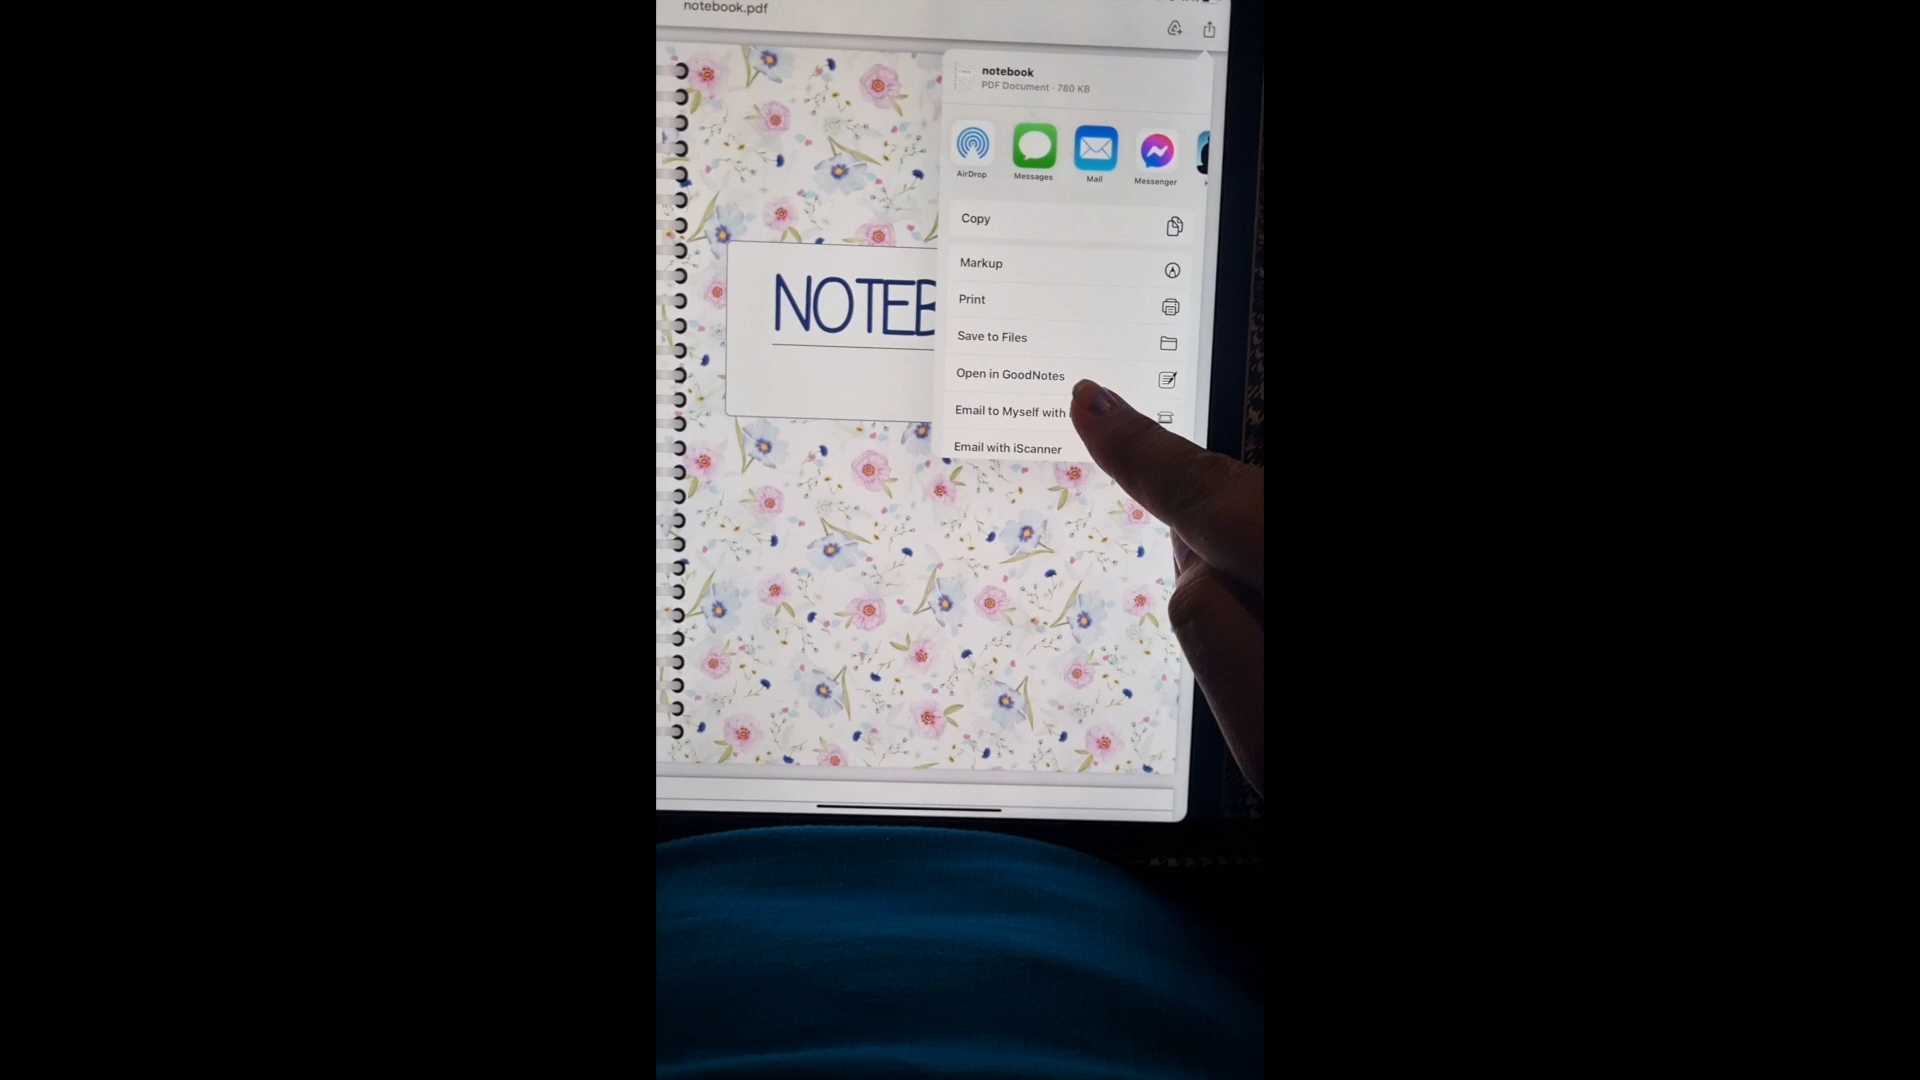 notebook.pdf
notebook
PDF Document · 780 KB
AirDrop
Messages
Mail
Messenger
Copy
Markup
Print
Save to Files
Open in GoodNotes
Email to Myself with
Email with iScanner
NOTEB